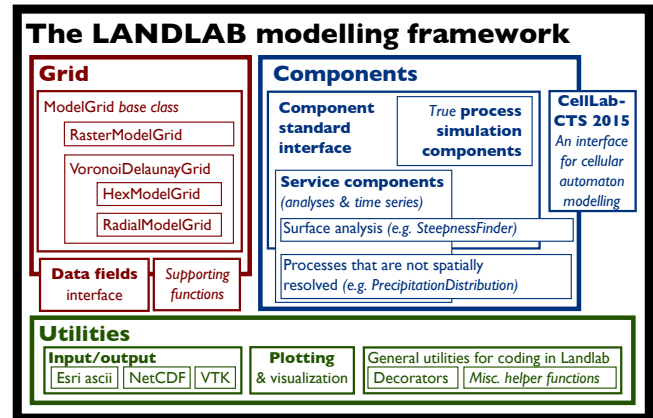 The LANDLAB modelling framework
Grid
ModelGrid base class
RasterModelGrid
VoronoiDelaunayGrid
HexModelGrid
RadialModelGrid
Data fields
interface
Supporting
functions
Components
Component
standard
interface
True process
simulation
components
Service components
(analyses & time series)
Surface analysis (e.g. SteepnessFinder)
Processes that are not spatially
resolved (e.g. PrecipitationDistribution)
CellLab-
CTS 2015
An interface
for cellular
automaton
modelling
Utilities
Input/output
Esri ascii
NetCDF
VTK
Plotting
& visualization
General utilities for coding in Landlab
Decorators
Misc. helper functions